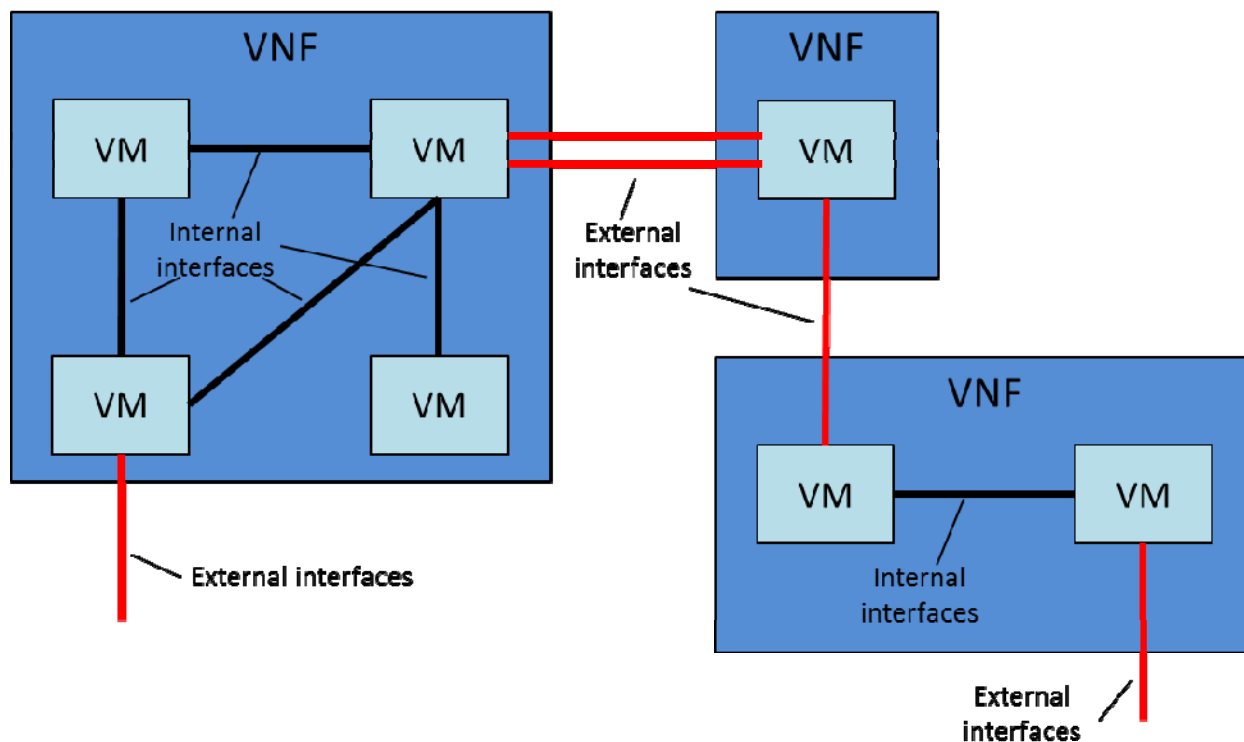 VNF
VNF
VM
VM
VM
Internal
interfaces
External
interfaces
VM
VM
VNF
VM
VM
External interfaces
Internal
interfaces
External
interfaces